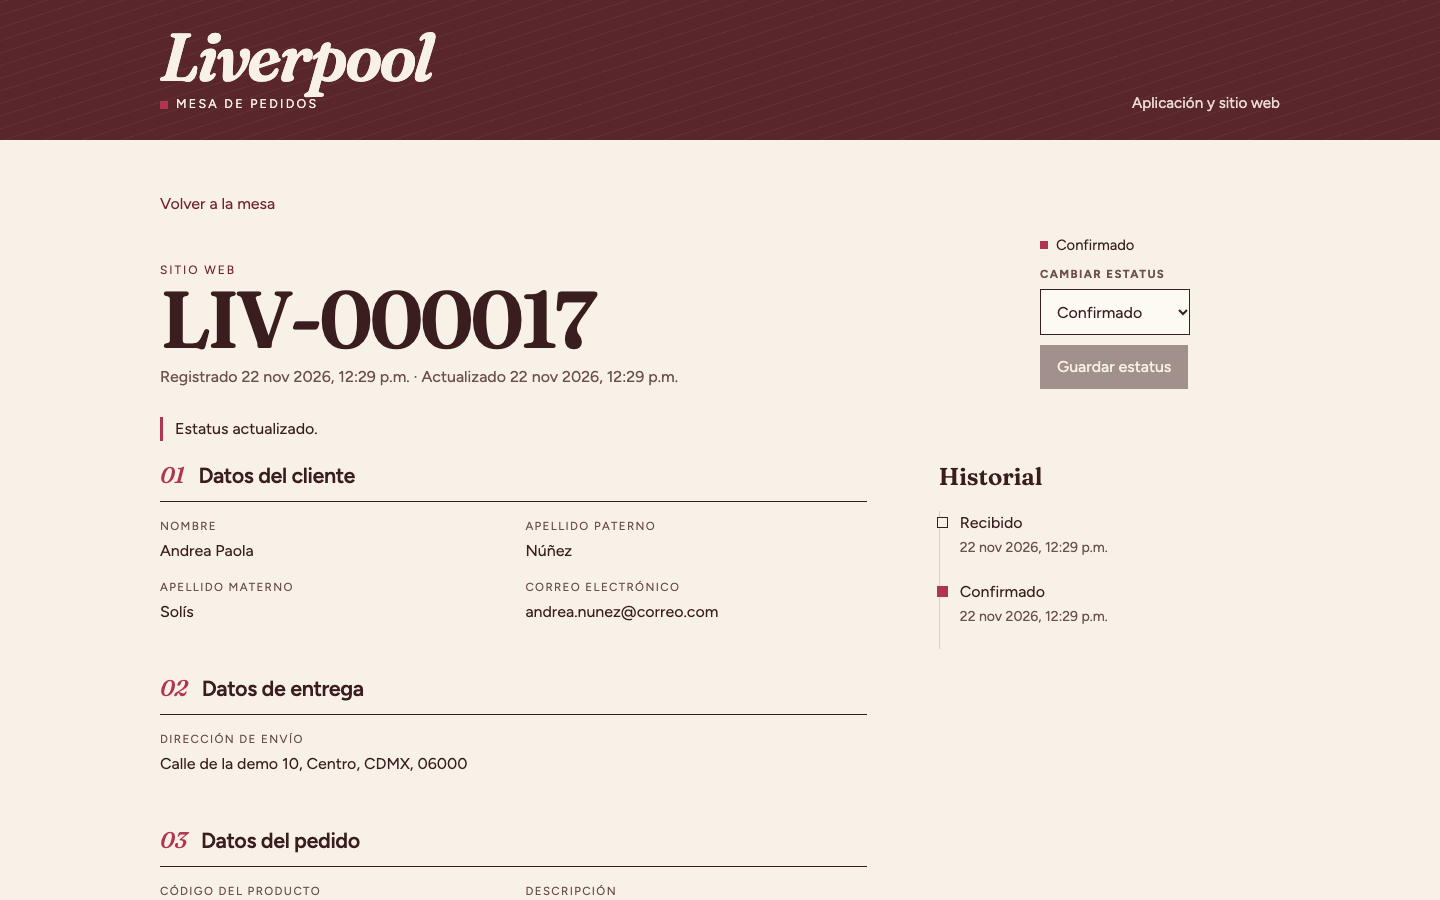 Liverpool
MESA DE PEDIDOS
Aplicación y sitio web
Volver a la mesa
SITIO WEB
LIV-000017
Registrado 22 nov 2026, 12:29 p.m. · Actualizado 22 nov 2026, 12:29 p.m.
Confirmado
CAMBIAR ESTATUS
Confirmado
Guardar estatus
Estatus actualizado.
01 Datos del cliente
NOMBRE
Andrea Paola
APELLIDO PATERNO
Núñez
APELLIDO MATERNO
Solís
CORREO ELECTRÓNICO
andrea.nunez@correo.com
02 Datos de entrega
DIRECCIÓN DE ENVÍO
Calle de la demo 10, Centro, CDMX, 06000
03 Datos del pedido
CÓDIGO DEL PRODUCTO
DESCRIPCIÓN
Historial
Recibido
22 nov 2026, 12:29 p.m.
Confirmado
22 nov 2026, 12:29 p.m.